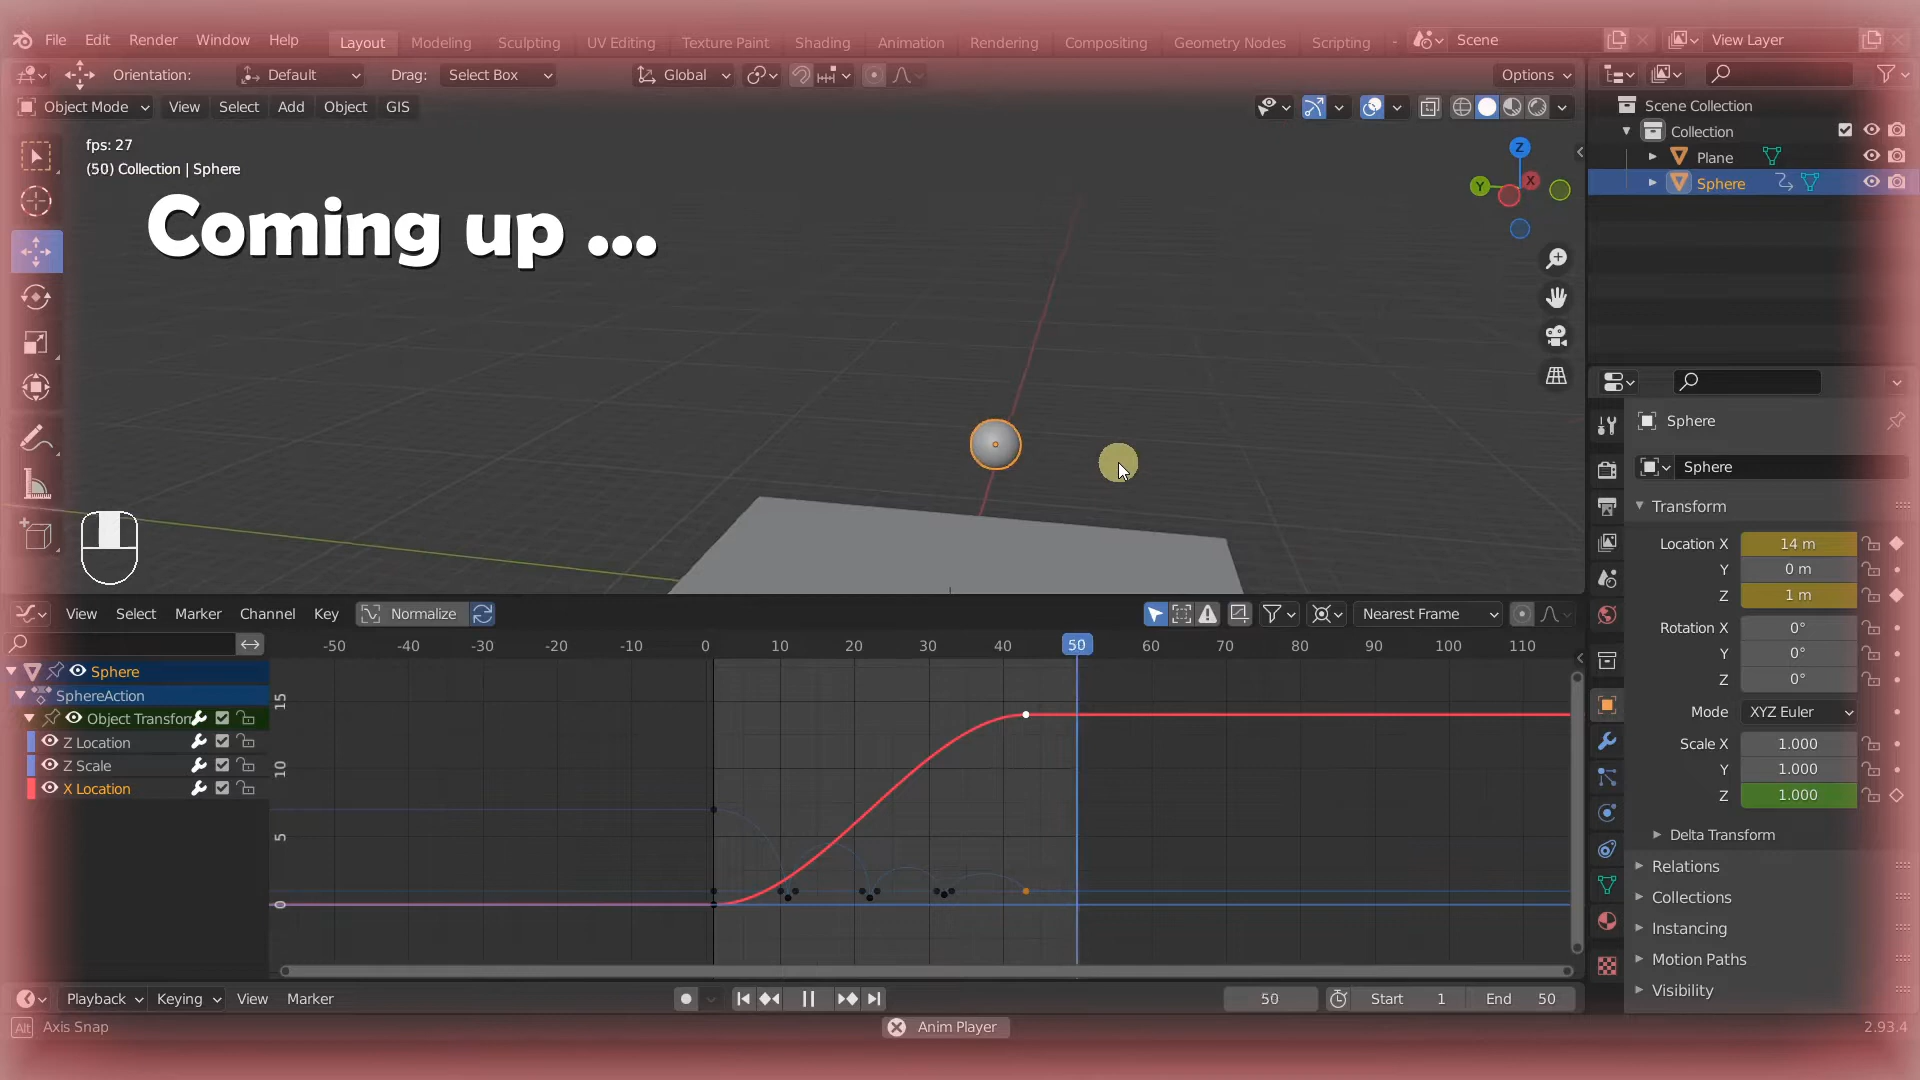 File Edit Render Window Help Layout Modeling Sculpting UV Editing Texture Paint Shading Animation Rendering Compositing Geometry Nodes Scripting Scene View Layer
Orientation: Default Drag: Select Box Global Options
Object Mode View Select Add Object GIS
Scene Collection
Collection
Plane
Sphere
fps: 27
(50) Collection | Sphere
Coming up ...
Z
Y
X
Sphere
Sphere
Transform
Location X 14 m
Y 0 m
Z 1 m
Rotation X 0°
Y 0°
Z 0°
Mode XYZ Euler
Scale X 1.000
Y 1.000
Z 1.000
Delta Transform
Relations
Collections
Instancing
Motion Paths
Visibility
View Select Marker Channel Key Normalize Nearest Frame
-50 -40 -30 -20 -10 0 10 20 30 40 50 60 70 80 90 100 110
Sphere
SphereAction
Object Transfor
Z Location
Z Scale
X Location
15
10
5
0
Playback Keying View Marker 50 Start 1 End 50
Alt Axis Snap Anim Player 2.93.4